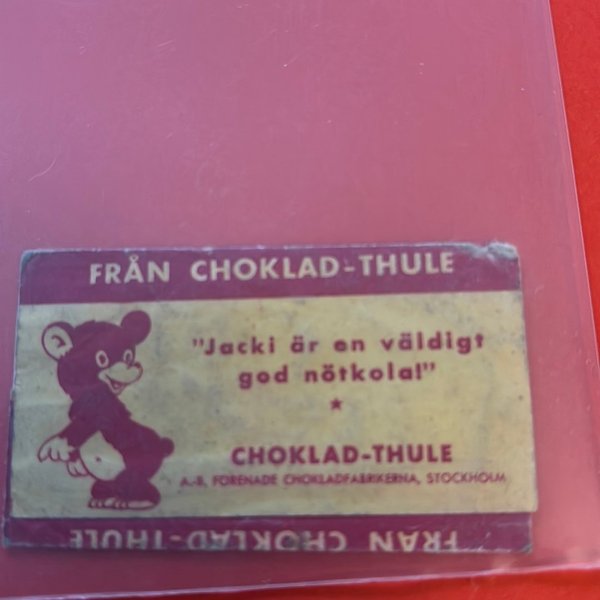 FRÅN CHOKLAD-THULE
"Jacki är en väldigt
god nötkola!"
★
CHOKLAD-THULE
A.-B. FÖRENADE CHOKLADFABRIKERNA, STOCKHOLM
FRÅN CHOKLAD-THULE